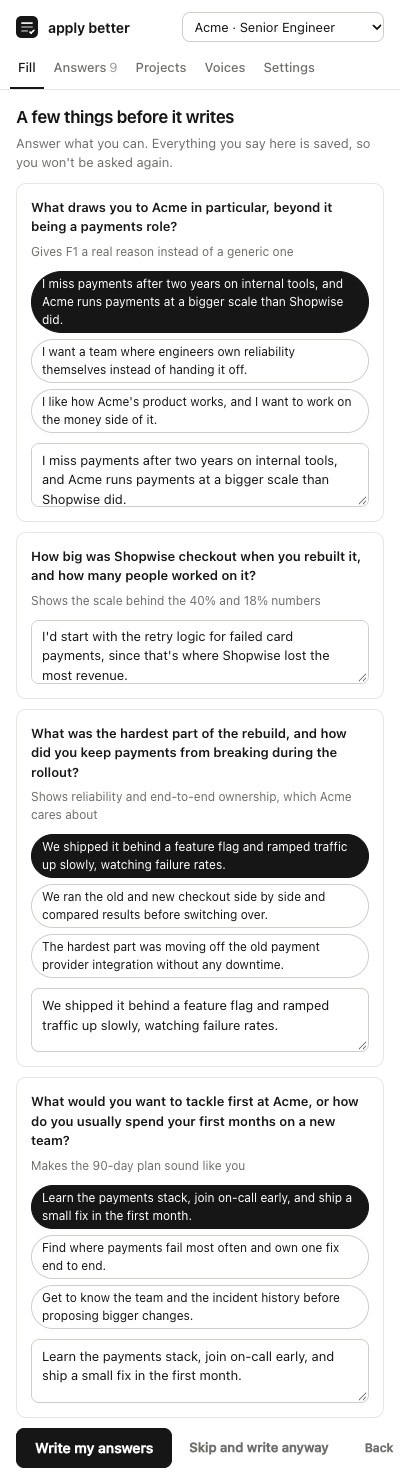 apply better
Acme · Senior Engineer
Fill Answers 9 Projects Voices Settings
A few things before it writes
Answer what you can. Everything you say here is saved, so
you won't be asked again.
What draws you to Acme in particular, beyond it
being a payments role?
Gives F1 a real reason instead of a generic one
I miss payments after two years on internal tools, and
Acme runs payments at a bigger scale than Shopwise
did.
I want a team where engineers own reliability
themselves instead of handing it off.
I like how Acme's product works, and I want to work on
the money side of it.
I miss payments after two years on internal tools,
and Acme runs payments at a bigger scale than
Shopwise did.
How big was Shopwise checkout when you rebuilt it,
and how many people worked on it?
Shows the scale behind the 40% and 18% numbers
I'd start with the retry logic for failed card
payments, since that's where Shopwise lost the
most revenue.
What was the hardest part of the rebuild, and how
did you keep payments from breaking during the
rollout?
Shows reliability and end-to-end ownership, which Acme
cares about
We shipped it behind a feature flag and ramped traffic
up slowly, watching failure rates.
We ran the old and new checkout side by side and
compared results before switching over.
The hardest part was moving off the old payment
provider integration without any downtime.
We shipped it behind a feature flag and ramped
traffic up slowly, watching failure rates.
What would you want to tackle first at Acme, or how
do you usually spend your first months on a new
team?
Makes the 90-day plan sound like you
Learn the payments stack, join on-call early, and ship a
small fix in the first month.
Find where payments fail most often and own one fix
end to end.
Get to know the team and the incident history before
proposing bigger changes.
Learn the payments stack, join on-call early, and
ship a small fix in the first month.
Write my answers Skip and write anyway Back